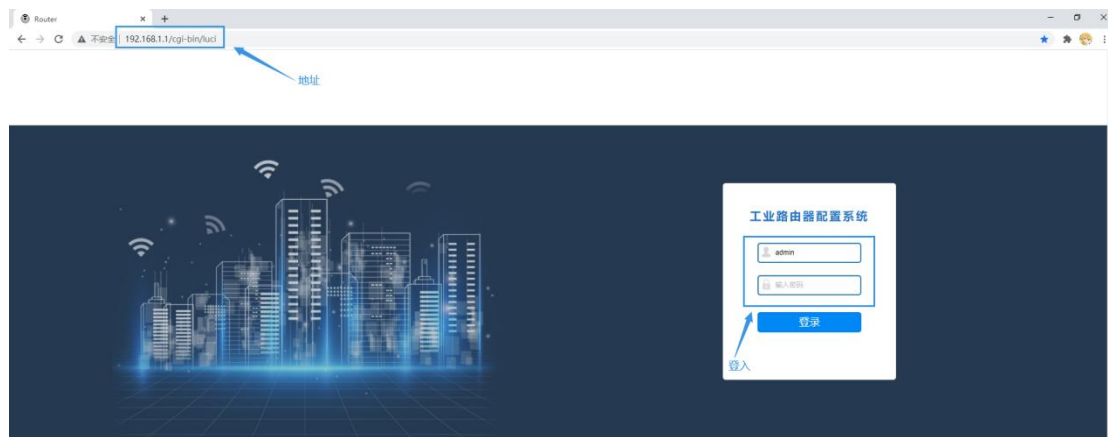 Router
不安全 192.168.1.1/cgi-bin/luci
地址
工业路由器配置系统
admin
输入密码
登录
登入